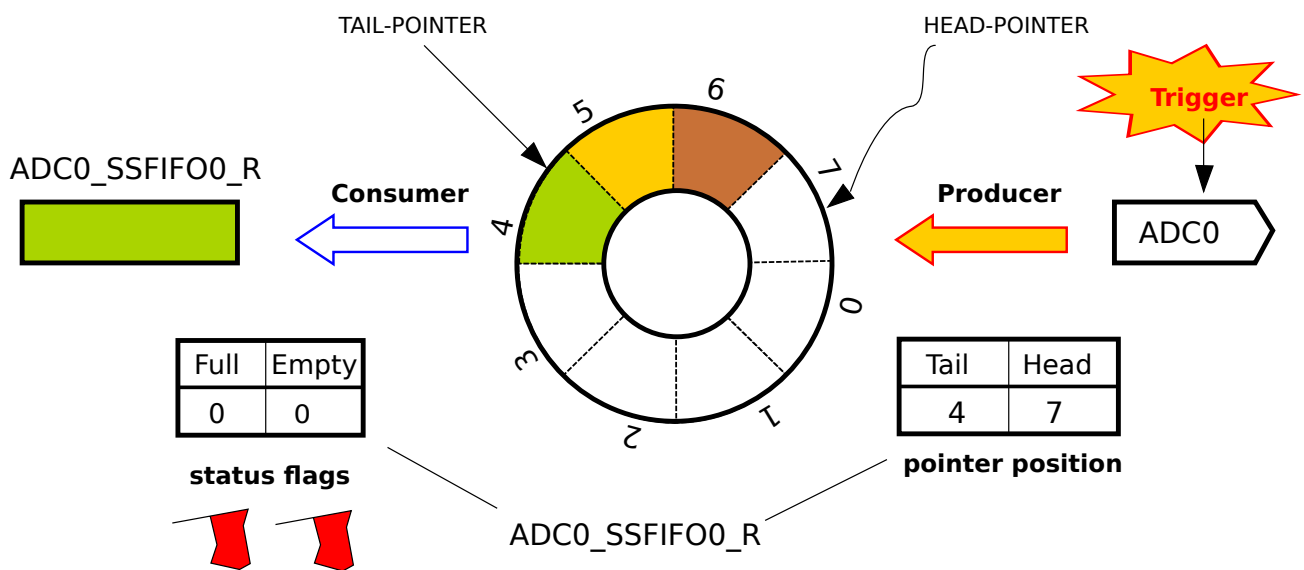 TAIL-POINTER
HEAD-POINTER
Trigger
ADC0_SSFIFO0_R
Consumer
Producer
ADC0
4
5
6
7
0
1
2
3
Full Empty
0 0
status flags
Tail Head
4 7
pointer position
ADC0_SSFIFO0_R